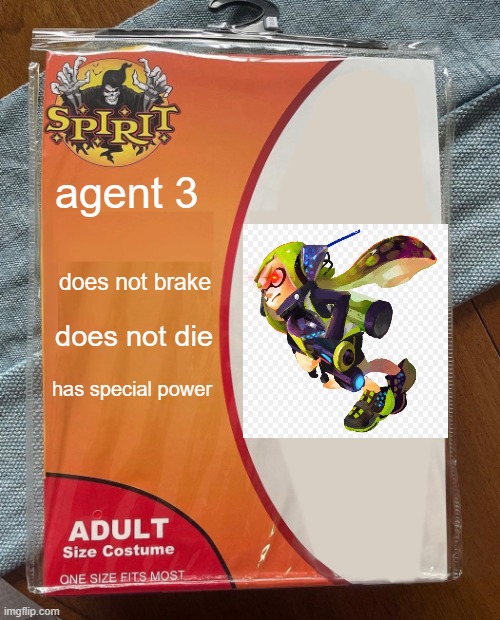 SPIRIT
agent 3
does not brake
does not die
has special power
ADULT
Size Costume
ONE SIZE FITS MOST
imgflip.com